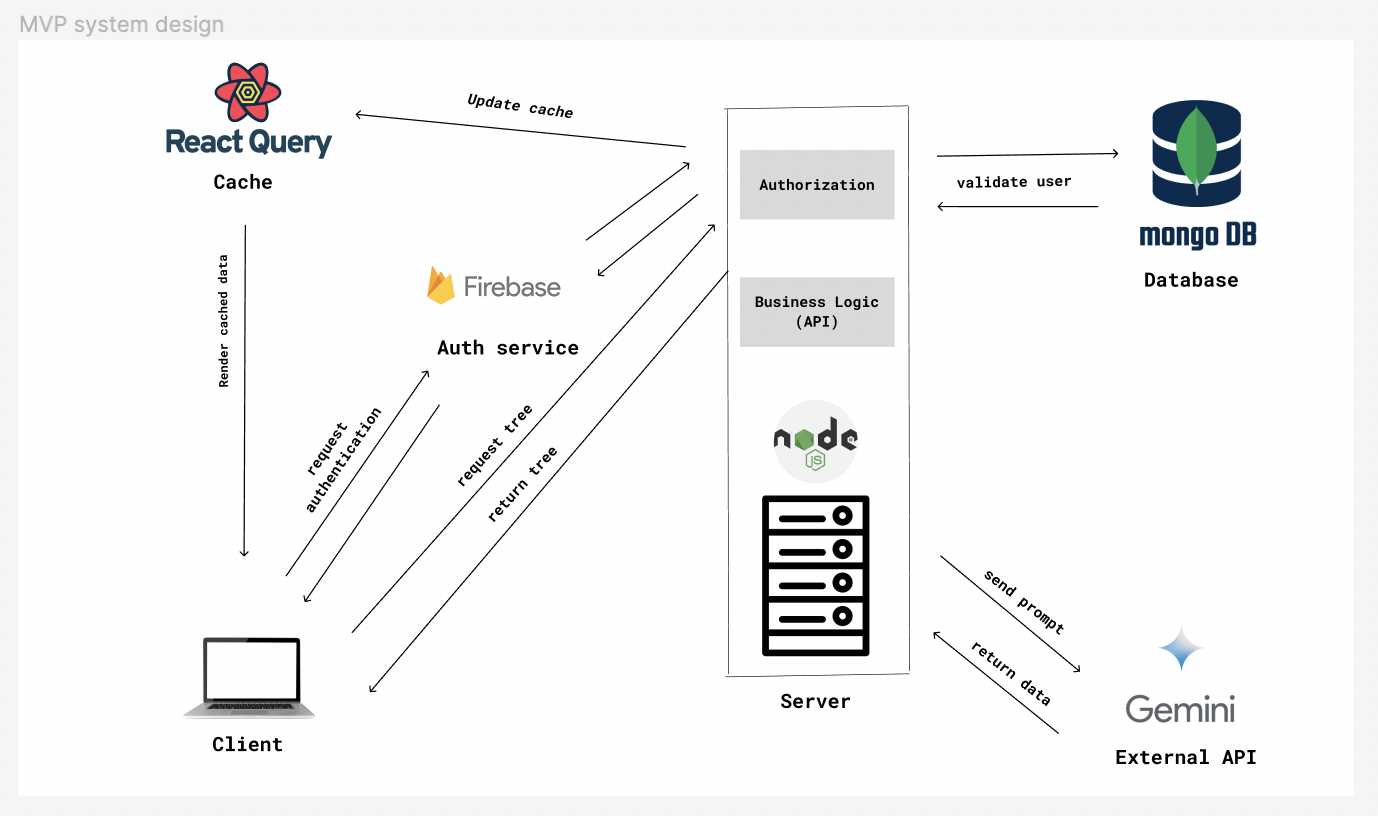 MVP system design
React Query
Cache
Update cache
Authorization
validate user
mongo DB
Database
Render cached data
Firebase
Auth service
Business Logic
(API)
request
authentication
request tree
return tree
node
JS
Server
Client
send prompt
return data
Gemini
External API